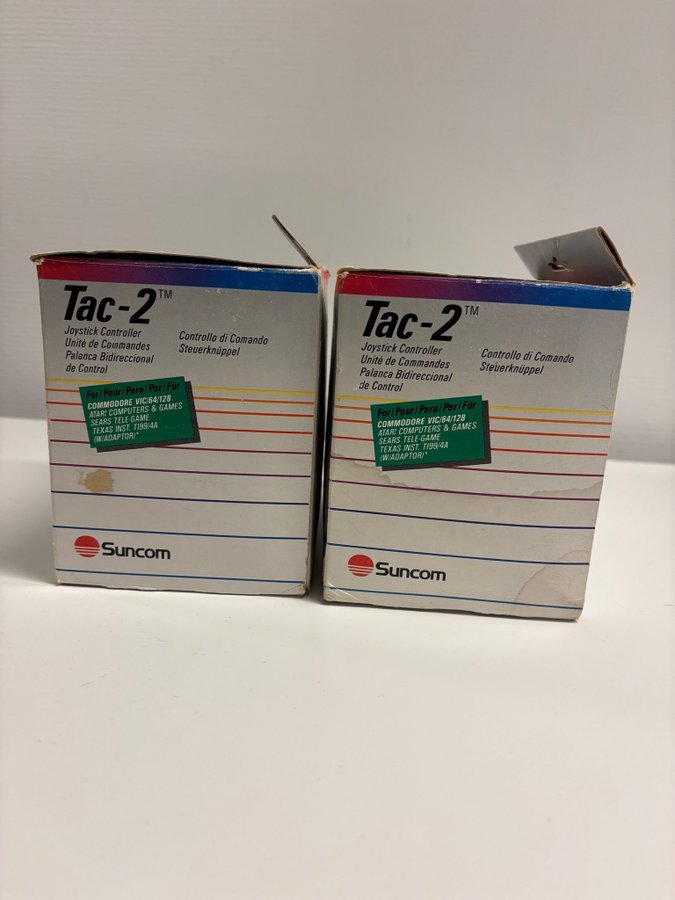 Tac-2™
Joystick Controller
Unité de Commandes
Palanca Bidireccional
de Control
Controllo di Comando
Steuerknüppel
For/Pour/Para/Per/Für
COMMODORE VIC/64/128
ATARI COMPUTERS & GAMES
SEARS TELE-GAME
TEXAS INST. TI99/4A
(W/ADAPTOR)*
Suncom
Tac-2™
Joystick Controller
Unité de Commandes
Palanca Bidireccional
de Control
Controllo di Comando
Steuerknüppel
For/Pour/Para/Per/Für
COMMODORE VIC/64/128
ATARI COMPUTERS & GAMES
SEARS TELE-GAME
TEXAS INST. TI99/4A
(W/ADAPTOR)*
Suncom